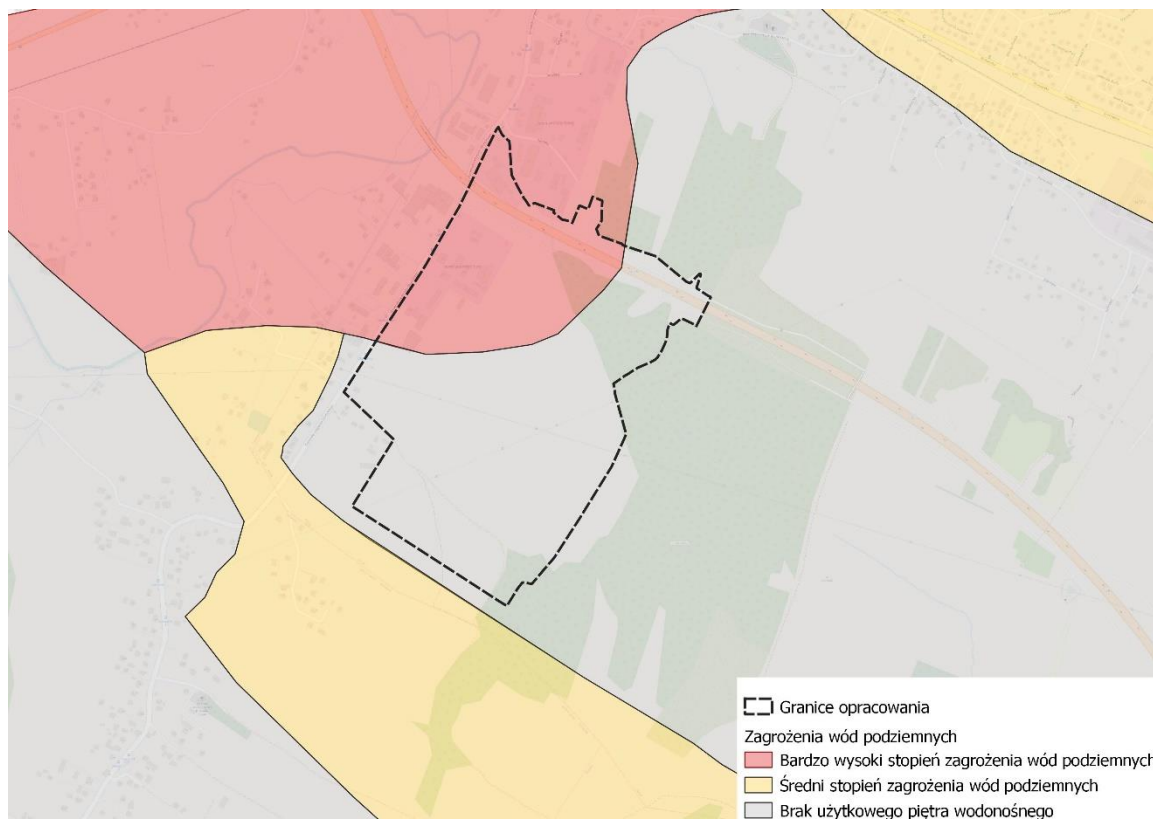 Granice opracowania
Zagrożenia wód podziemnych
Bardzo wysoki stopień zagrożenia wód podziemnych
Średni stopień zagrożenia wód podziemnych
Brak użytkowego piętra wodonośnego